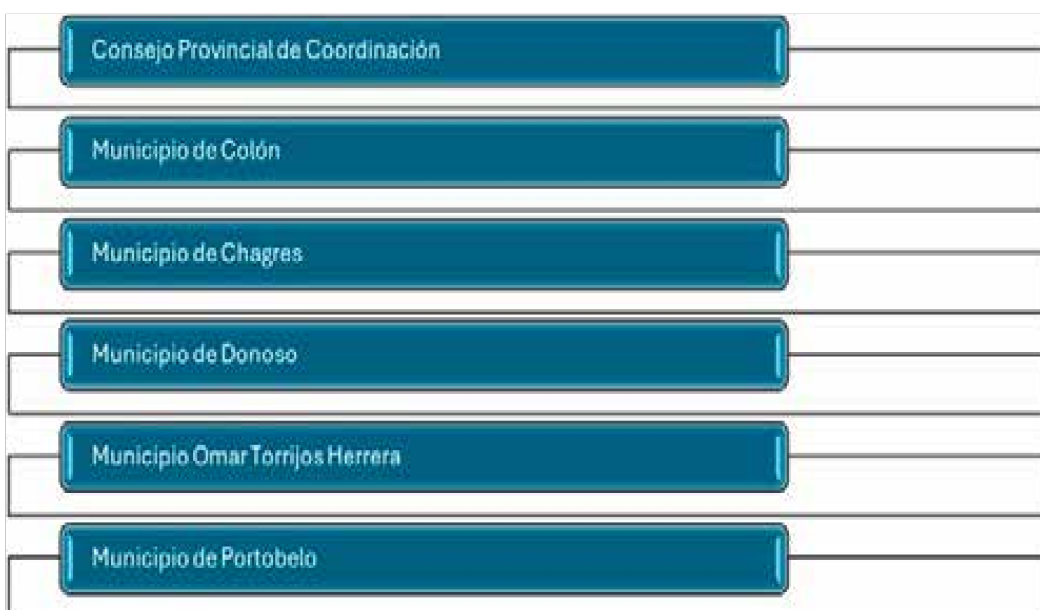 Consejo Provincial de Coordinación
Municipio de Colón
Municipio de Chagres
Municipio de Donoso
Municipio Omar Torrijos Herrera
Municipio de Portobelo